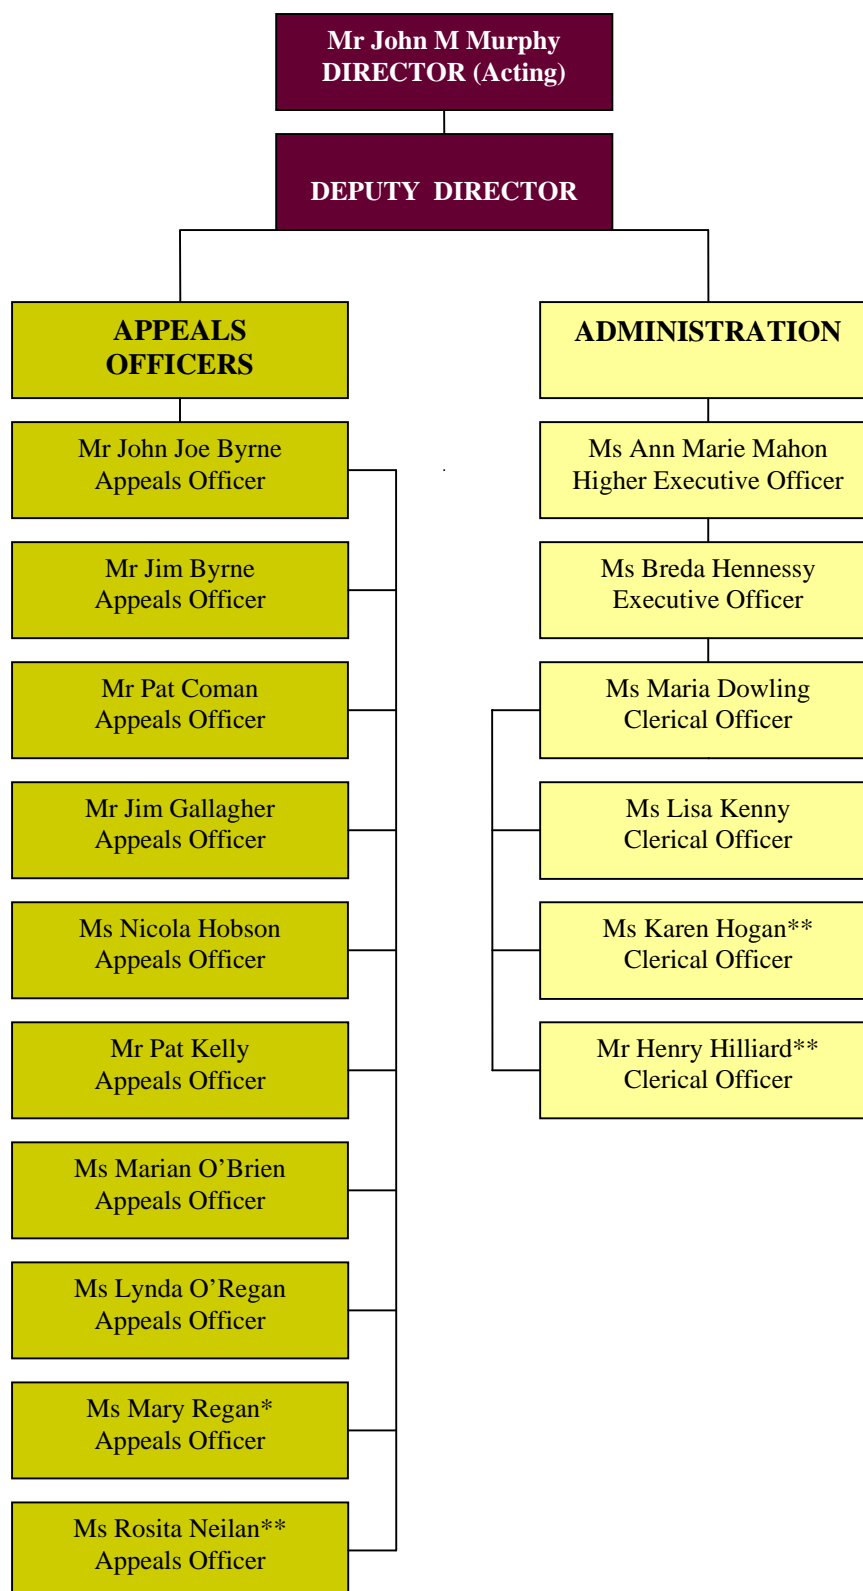 Mr John M Murphy
DIRECTOR (Acting)
DEPUTY DIRECTOR
APPEALS
OFFICERS
Mr John Joe Byrne
Appeals Officer
Mr Jim Byrne
Appeals Officer
Mr Pat Coman
Appeals Officer
Mr Jim Gallagher
Appeals Officer
Ms Nicola Hobson
Appeals Officer
Mr Pat Kelly
Appeals Officer
Ms Marian O’Brien
Appeals Officer
Ms Lynda O’Regan
Appeals Officer
Ms Mary Regan*
Appeals Officer
Ms Rosita Neilan**
Appeals Officer
ADMINISTRATION
Ms Ann Marie Mahon
Higher Executive Officer
Ms Breda Hennessy
Executive Officer
Ms Maria Dowling
Clerical Officer
Ms Lisa Kenny
Clerical Officer
Ms Karen Hogan**
Clerical Officer
Mr Henry Hilliard**
Clerical Officer